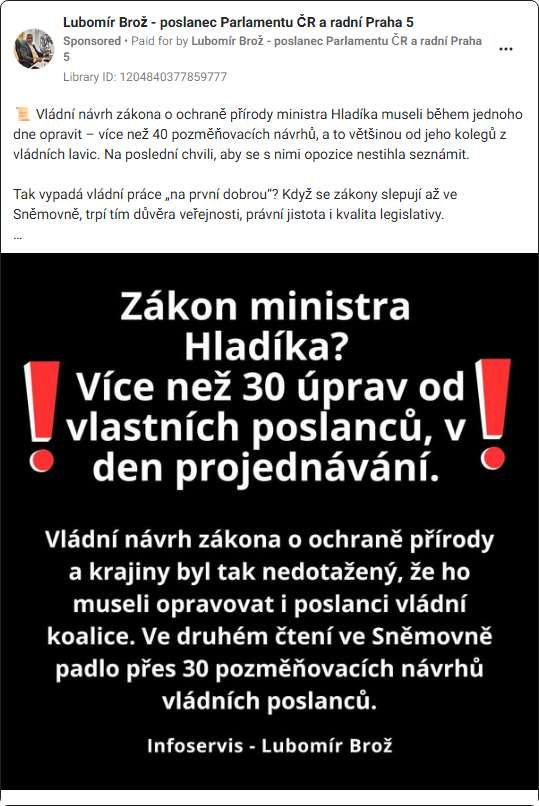 Lubomír Brož - poslanec Parlamentu ČR a radní Praha 5
Sponsored • Paid for by Lubomír Brož - poslanec Parlamentu ČR a radní Praha
5
Library ID: 1204840377859777
📜 Vládní návrh zákona o ochraně přírody ministra Hladíka museli během jednoho
dne opravit – více než 40 pozměňovacích návrhů, a to většinou od jeho kolegů z
vládních lavic. Na poslední chvili, aby se s nimi opozice nestihla seznámit.
Tak vypadá vládní práce „na první dobrou“? Když se zákony slepují až ve
Sněmovně, trpí tím důvěra veřejnosti, právní jistota i kvalita legislativy.
...
Zákon ministra
Hladíka?
Více než 30 úprav od
vlastních poslanců, v
den projednávání.
Vládní návrh zákona o ochraně přírody
a krajiny byl tak nedotažený, že ho
museli opravovat i poslanci vládní
koalice. Ve druhém čtení ve Sněmovně
padlo přes 30 pozměňovacích návrhů
vládních poslanců.
Infoservis - Lubomír Brož